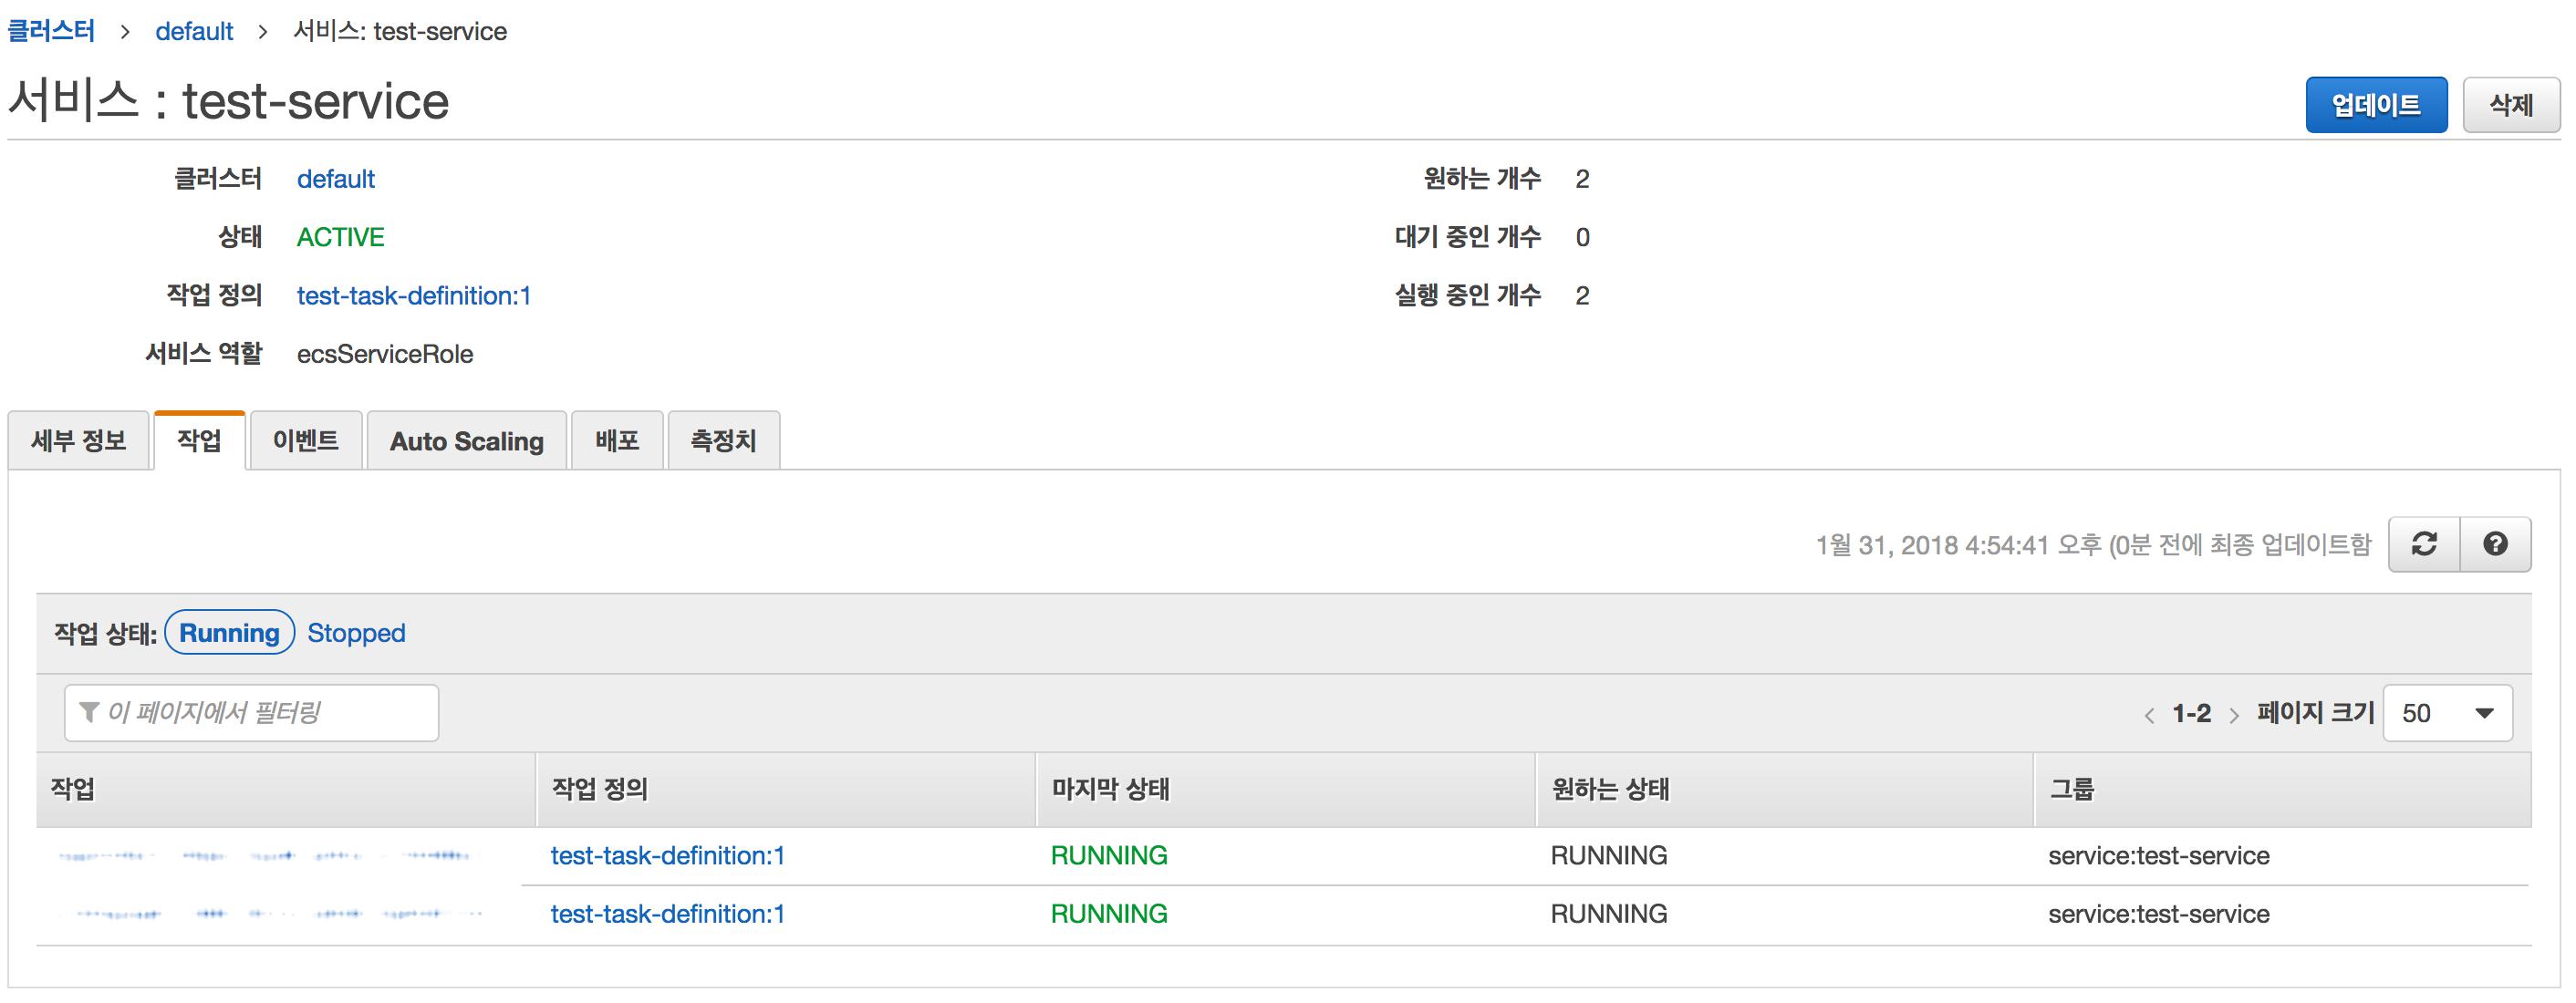 클러스터 > default > 서비스: test-service
서비스 : test-service
업데이트 삭제
클러스터 default 원하는 개수 2
상태 ACTIVE 대기 중인 개수 0
작업 정의 test-task-definition:1 실행 중인 개수 2
서비스 역할 ecsServiceRole
세부 정보 작업 이벤트 Auto Scaling 배포 측정치
1월 31, 2018 4:54:41 오후 (0분 전에 최종 업데이트함
작업 상태: Running Stopped
이 페이지에서 필터링 < 1-2 > 페이지 크기 50
작업 작업 정의 마지막 상태 원하는 상태 그룹
test-task-definition:1 RUNNING RUNNING service:test-service
test-task-definition:1 RUNNING RUNNING service:test-service